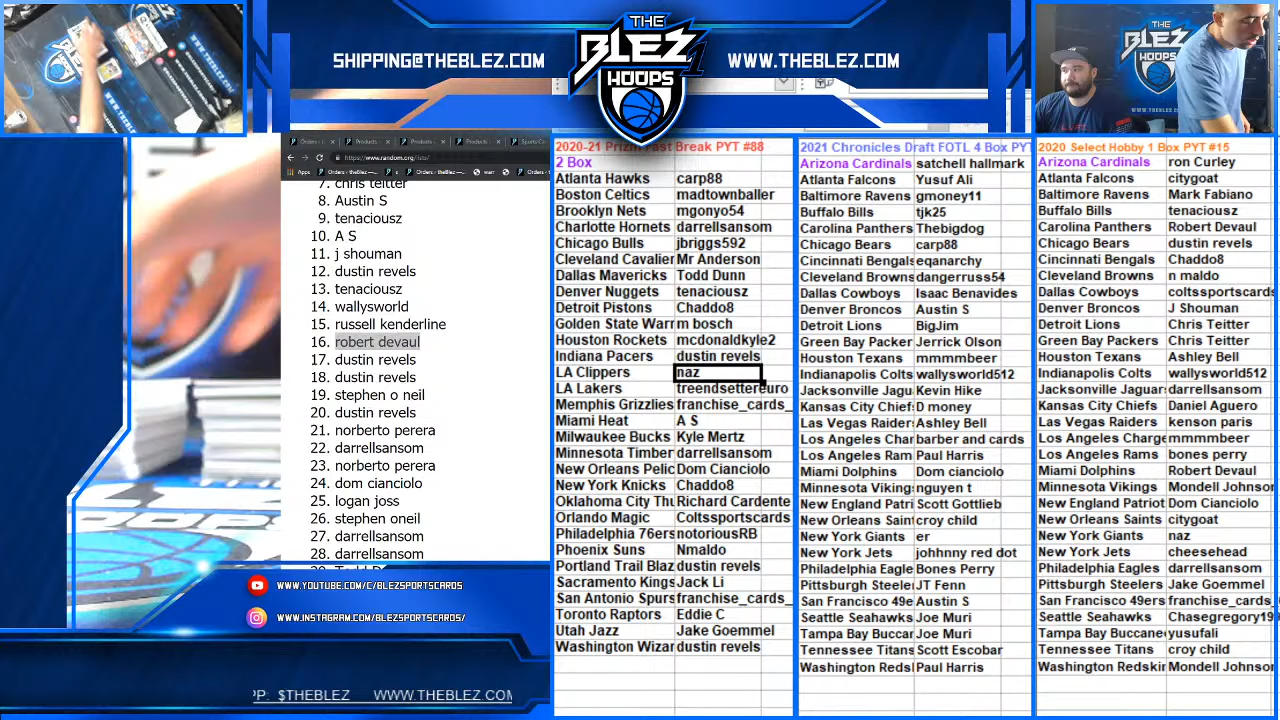 SHIPPING@THEBLEZ.COM
THE
BLEZ
HOOPS
1
WWW.THEBLEZ.COM
THE
BLEZ
https://www.random.org/lists/
7. chris teitter
8. Austin S
9. tenaciousz
10. A S
11. j shouman
12. dustin revels
13. tenaciousz
14. wallysworld
15. russell kenderline
16. robert devaul
17. dustin revels
18. dustin revels
19. stephen o neil
20. dustin revels
21. norberto perera
22. darrellsansom
23. norberto perera
24. dom cianciolo
25. logan joss
26. stephen oneil
27. darrellsansom
28. darrellsansom
2020-21 Prizm Fast Break PYT #88
2 Box
Atlanta Hawks carp88
Boston Celtics madtownballer
Brooklyn Nets mgonyo54
Charlotte Hornets darrellsansom
Chicago Bulls jbriggs592
Cleveland Cavalier Mr Anderson
Dallas Mavericks Todd Dunn
Denver Nuggets tenaciousz
Detroit Pistons Chaddo8
Golden State Warr m bosch
Houston Rockets mcdonaldkyle2
Indiana Pacers dustin revels
LA Clippers naz
LA Lakers treendsettereuro
Memphis Grizzlies franchise_cards_
Miami Heat A S
Milwaukee Bucks Kyle Mertz
Minnesota Timber darrellsansom
New Orleans Pelic Dom Cianciolo
New York Knicks Chaddo8
Oklahoma City Thu Richard Cardente
Orlando Magic Coltssportscards
Philadelphia 76ers notoriousRB
Phoenix Suns Nmaldo
Portland Trail Blaz dustin revels
Sacramento Kings Jack Li
San Antonio Spurs franchise_cards_
Toronto Raptors Eddie C
Utah Jazz Jake Goemmel
Washington Wizar dustin revels
2021 Chronicles Draft FOTL 4 Box PYT
Arizona Cardinals satchell hallmark
Atlanta Falcons Yusuf Ali
Baltimore Ravens gmoney11
Buffalo Bills tjk25
Carolina Panthers Thebigdog
Chicago Bears carp88
Cincinnati Bengals eqanarchy
Cleveland Browns dangerruss54
Dallas Cowboys Isaac Benavides
Denver Broncos Austin S
Detroit Lions BigJim
Green Bay Packer Jerrick Olson
Houston Texans mmmmbeer
Indianapolis Colts wallysworld512
Jacksonville Jagu Kevin Hike
Kansas City Chief D money
Las Vegas Raider Ashley Bell
Los Angeles Char barber and cards
Los Angeles Ram Paul Harris
Miami Dolphins Dom cianciolo
Minnesota Viking nguyen t
New England Patri Scott Gottlieb
New Orleans Sain croy child
New York Giants er
New York Jets johhnny red dot
Philadelphia Eagle Bones Perry
Pittsburgh Steele JT Fenn
San Francisco 49e Austin S
Seattle Seahawks Joe Muri
Tampa Bay Buccar Joe Muri
Tennessee Titans Scott Escobar
Washington Reds Paul Harris
2020 Select Hobby 1 Box PYT #15
Arizona Cardinals ron Curley
Atlanta Falcons citygoat
Baltimore Ravens Mark Fabiano
Buffalo Bills tenaciousz
Carolina Panthers Robert Devaul
Chicago Bears dustin revels
Cincinnati Bengals Chaddo8
Cleveland Browns n maldo
Dallas Cowboys coltssportscards
Denver Broncos J Shouman
Detroit Lions Chris Teitter
Green Bay Packers Chris Teitter
Houston Texans Ashley Bell
Indianapolis Colts wallysworld512
Jacksonville Jaguar darrellsansom
Kansas City Chiefs Daniel Aguero
Las Vegas Raiders kenson paris
Los Angeles Charge mmmmbeer
Los Angeles Rams bones perry
Miami Dolphins Robert Devaul
Minnesota Vikings Mondell Johnson
New England Patriot Dom Cianciolo
New Orleans Saints citygoat
New York Giants naz
New York Jets cheesehead
Philadelphia Eagles darrellsansom
Pittsburgh Steelers Jake Goemmel
San Francisco 49ers franchise_cards_
Seattle Seahawks Chasegregory19
Tampa Bay Buccane yusufali
Tennessee Titans croy child
Washington Redskir Mondell Johnson
WWW.YOUTUBE.COM/C/BLEZSPORTSCARDS
WWW.INSTAGRAM.COM/BLEZSPORTSCARDS/
PP: $THEBLEZ WWW.THEBLEZ.COM